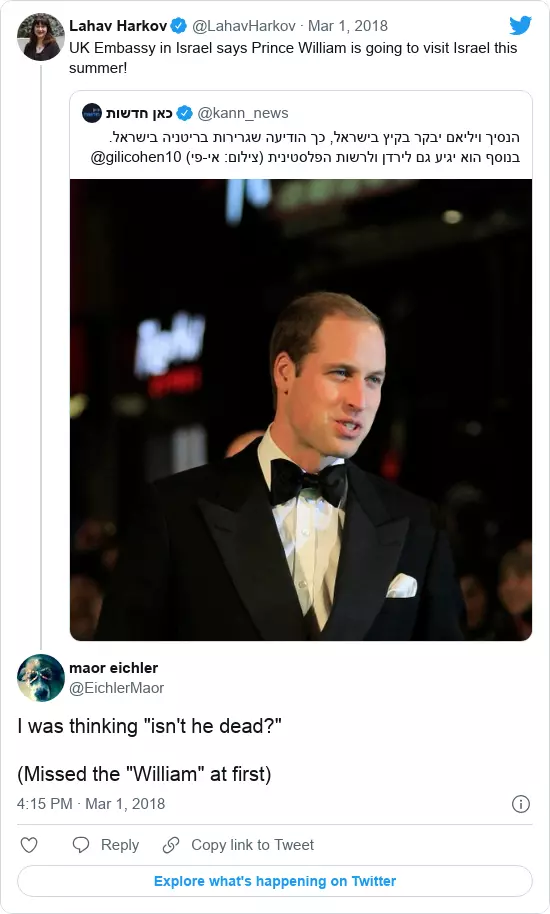 Lahav Harkov @LahavHarkov · Mar 1, 2018
UK Embassy in Israel says Prince William is going to visit Israel this
summer!
כאן חדשות @kann_news
הנסיך ויליאם יבקר בקיץ בישראל, כך הודיעה שגרירות בריטניה בישראל.
בנוסף הוא יגיע גם לירדן ולרשות הפלסטינית (צילום: אי-פי) @gilicohen10
maor eichler
@EichlerMaor
I was thinking "isn't he dead?"
(Missed the "William" at first)
4:15 PM · Mar 1, 2018
Reply Copy link to Tweet
Explore what's happening on Twitter